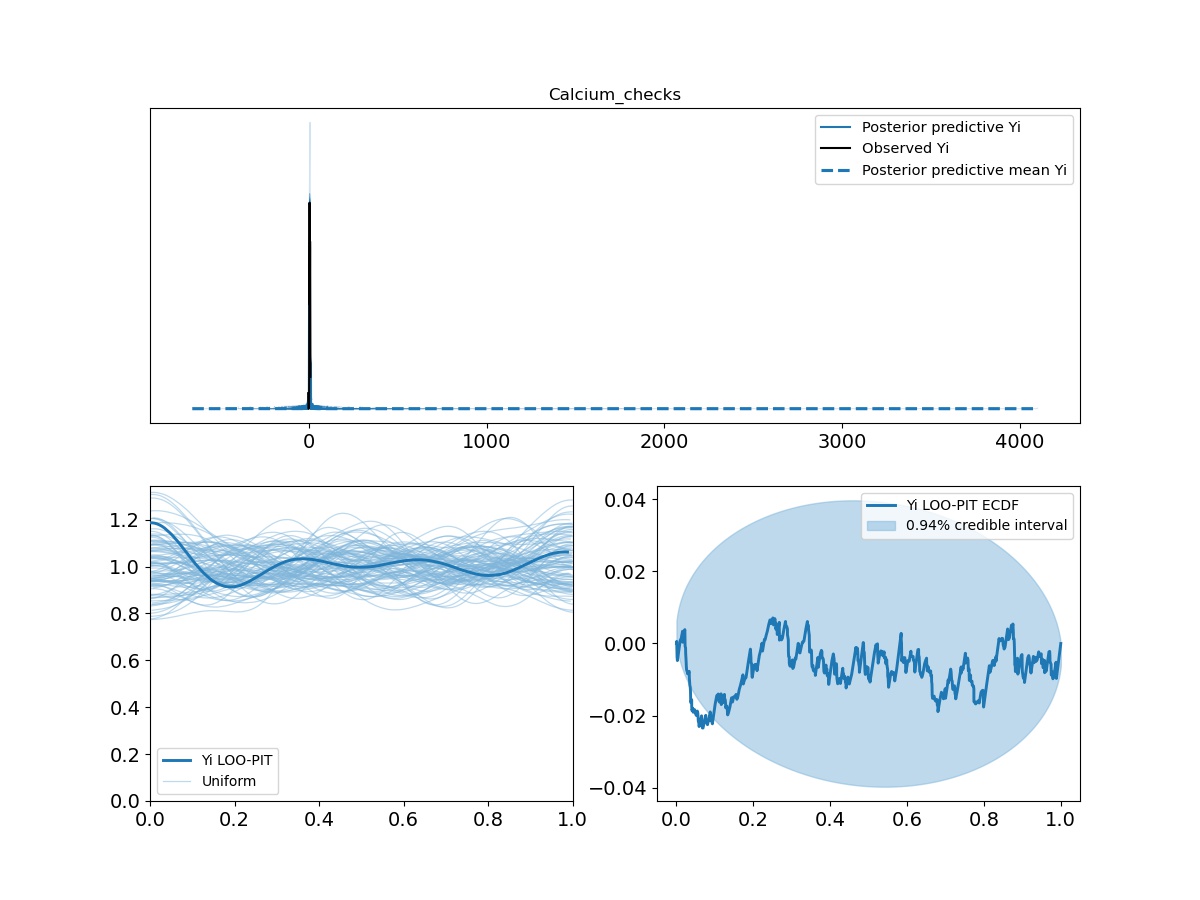 Calcium_checks
Posterior predictive Yi
Observed Yi
Posterior predictive mean Yi
0 1000 2000 3000 4000
1.2
1.0
0.8
0.6
0.4
0.2
0.0
Yi LOO-PIT
Uniform
0.0 0.2 0.4 0.6 0.8 1.0
0.04
0.02
0.00
−0.02
−0.04
Yi LOO-PIT ECDF
0.94% credible interval
0.0 0.2 0.4 0.6 0.8 1.0